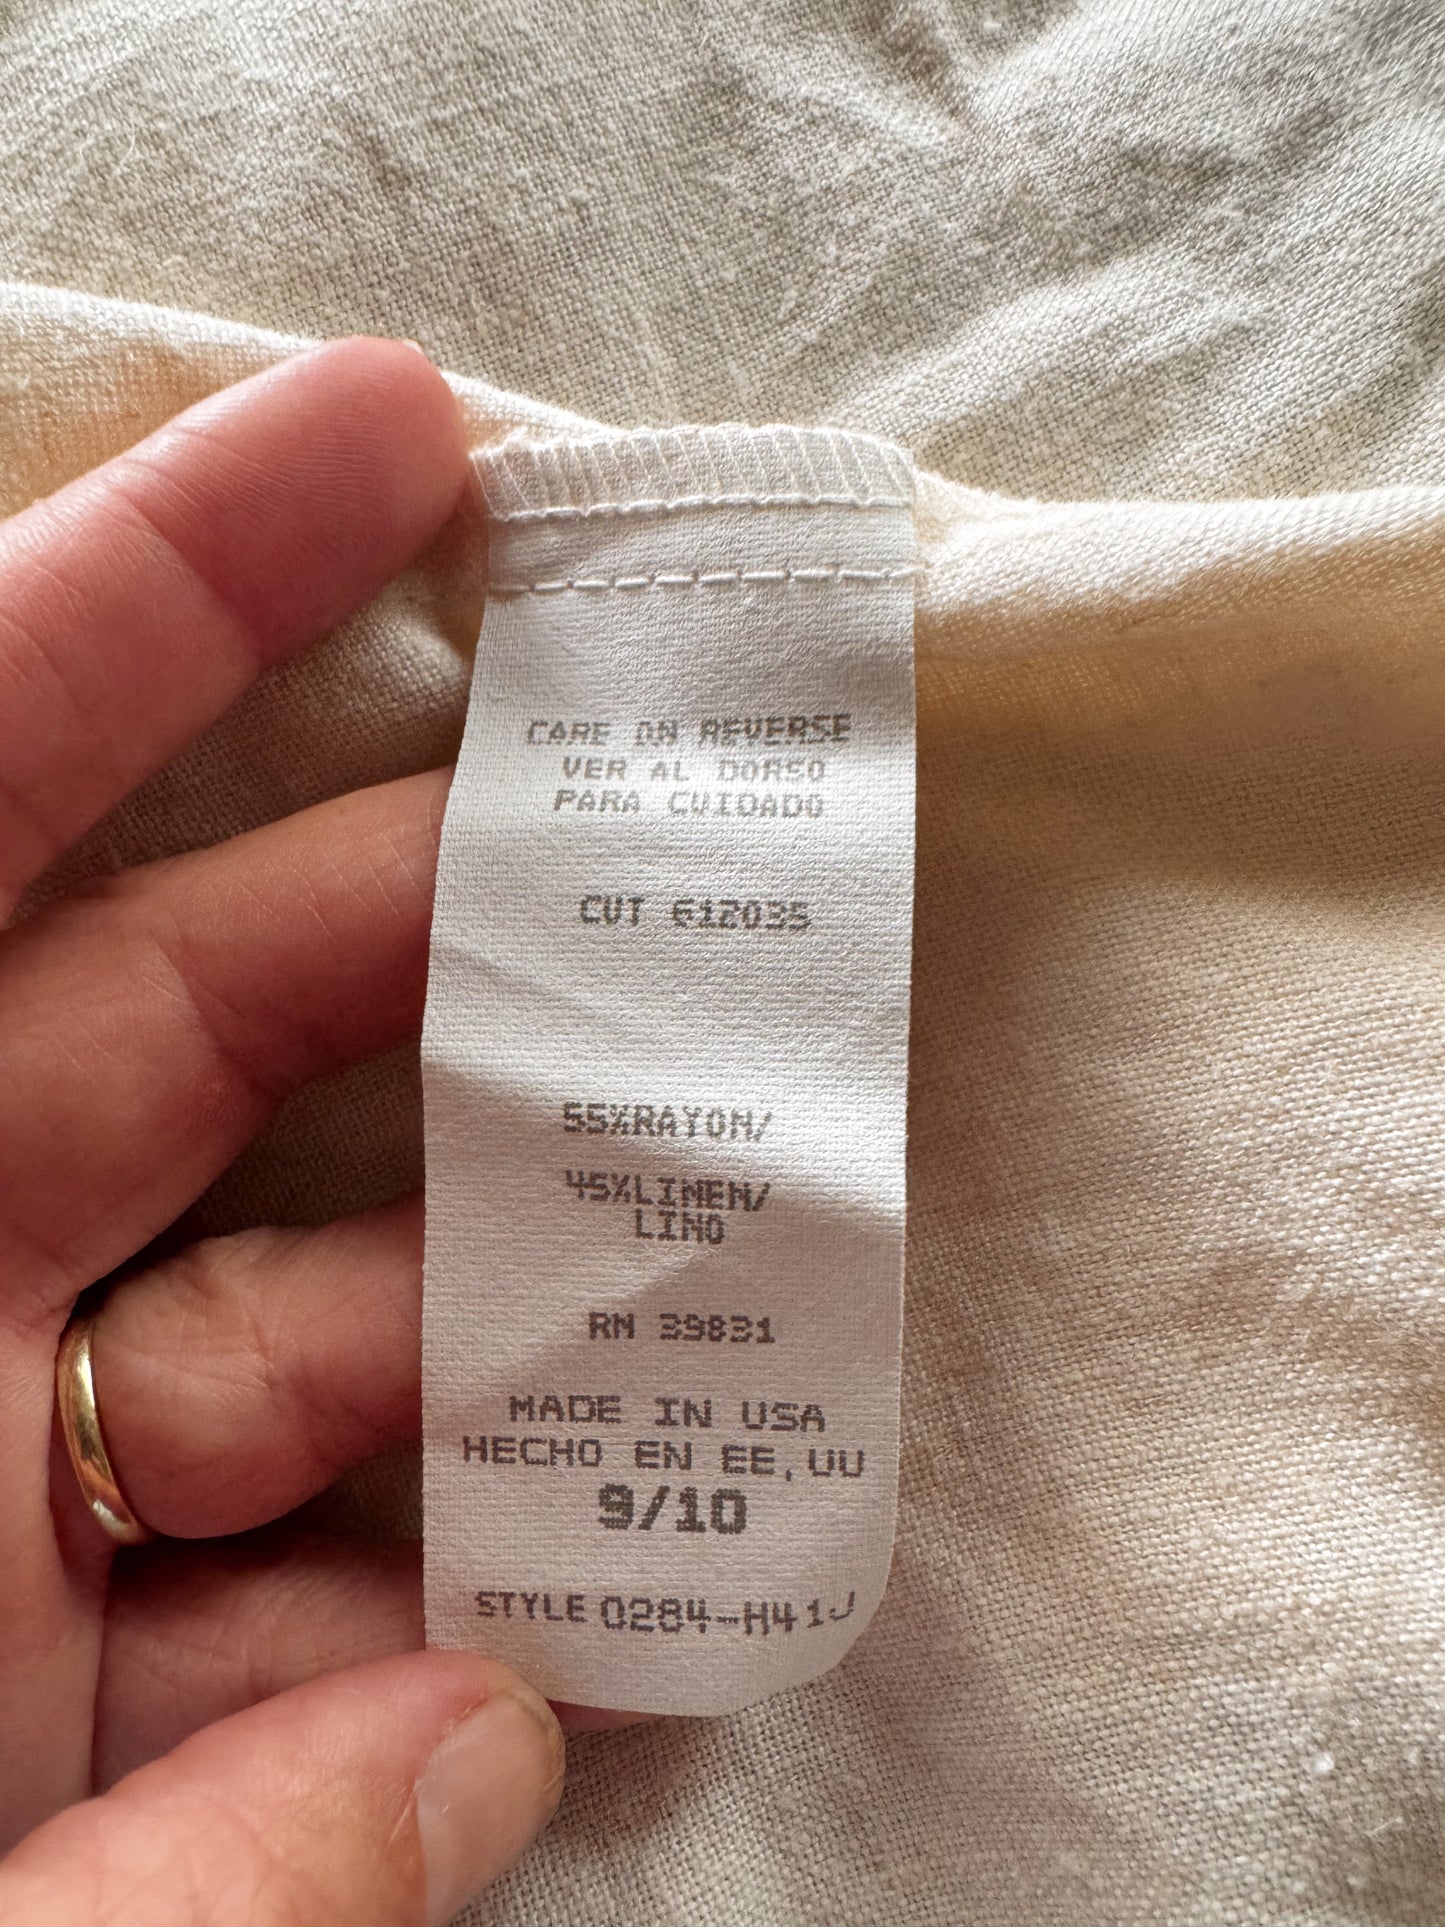 CARE ON REVERSE
VER AL DORSO
PARA CUIDADO
CUT 612035
55%RAYON/
45%LINEN/
LINO
RN 39831
MADE IN USA
HECHO EN EE,UU
9/10
STYLE 0284-H41J